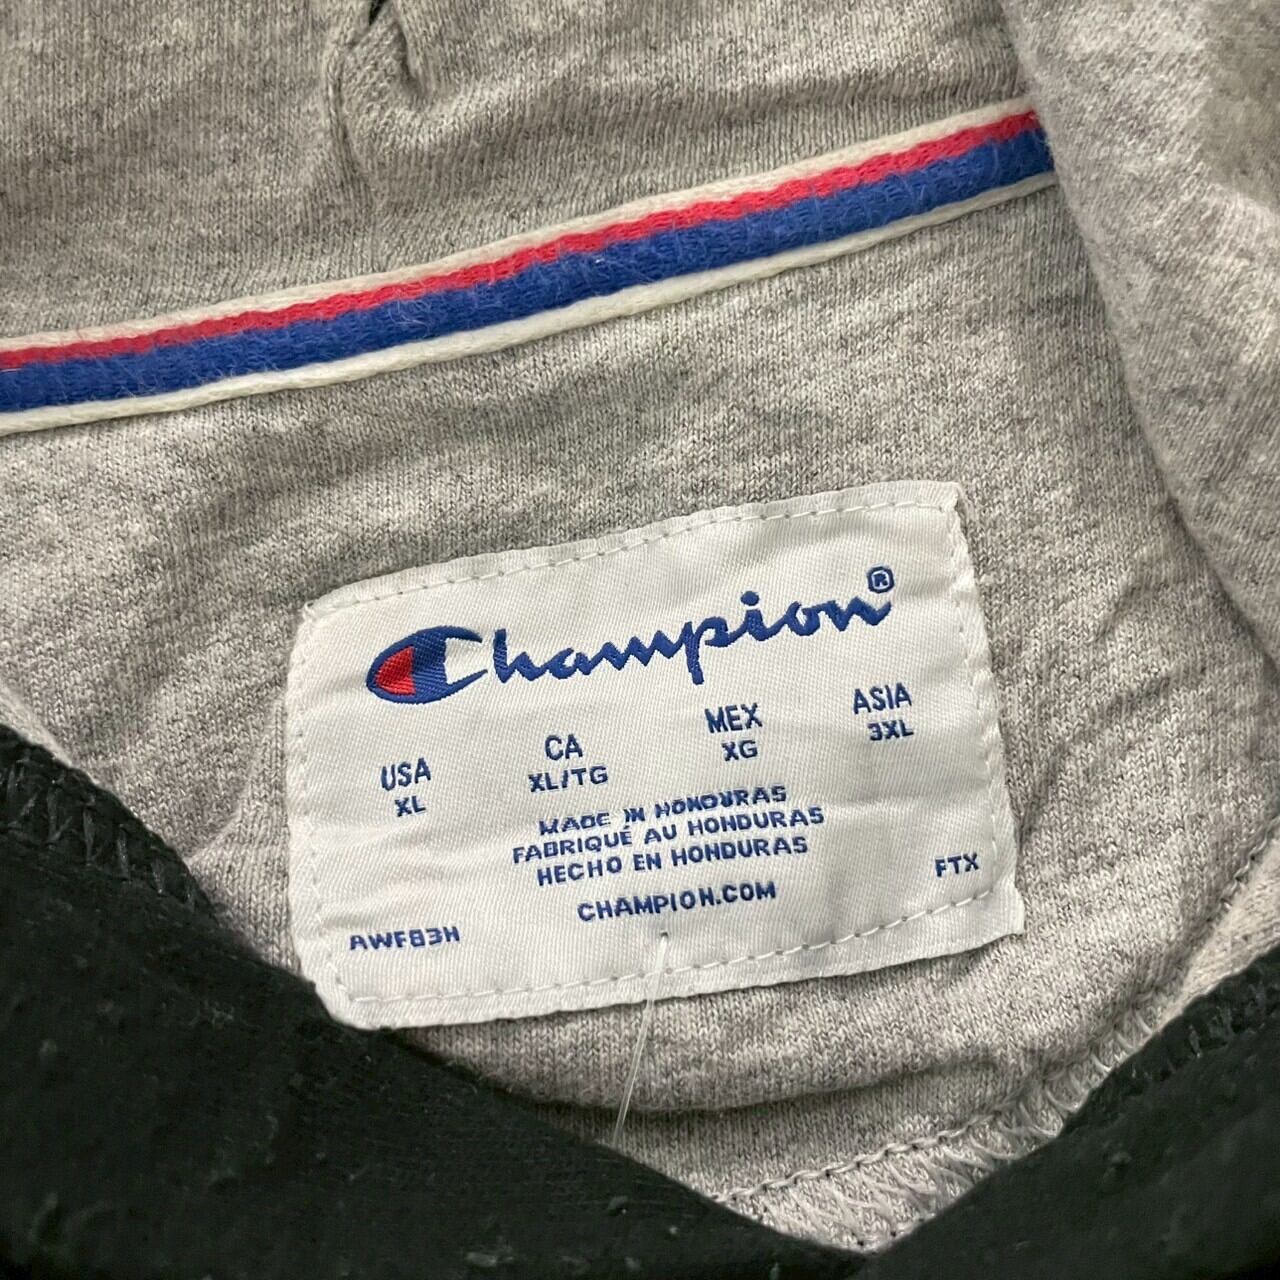 Champion®
USA CA MEX ASIA
XL XL/TG XG 3XL
MADE IN HONDURAS
FABRIQUÉ AU HONDURAS
HECHO EN HONDURAS
CHAMPION.COM
AWF83H FTX